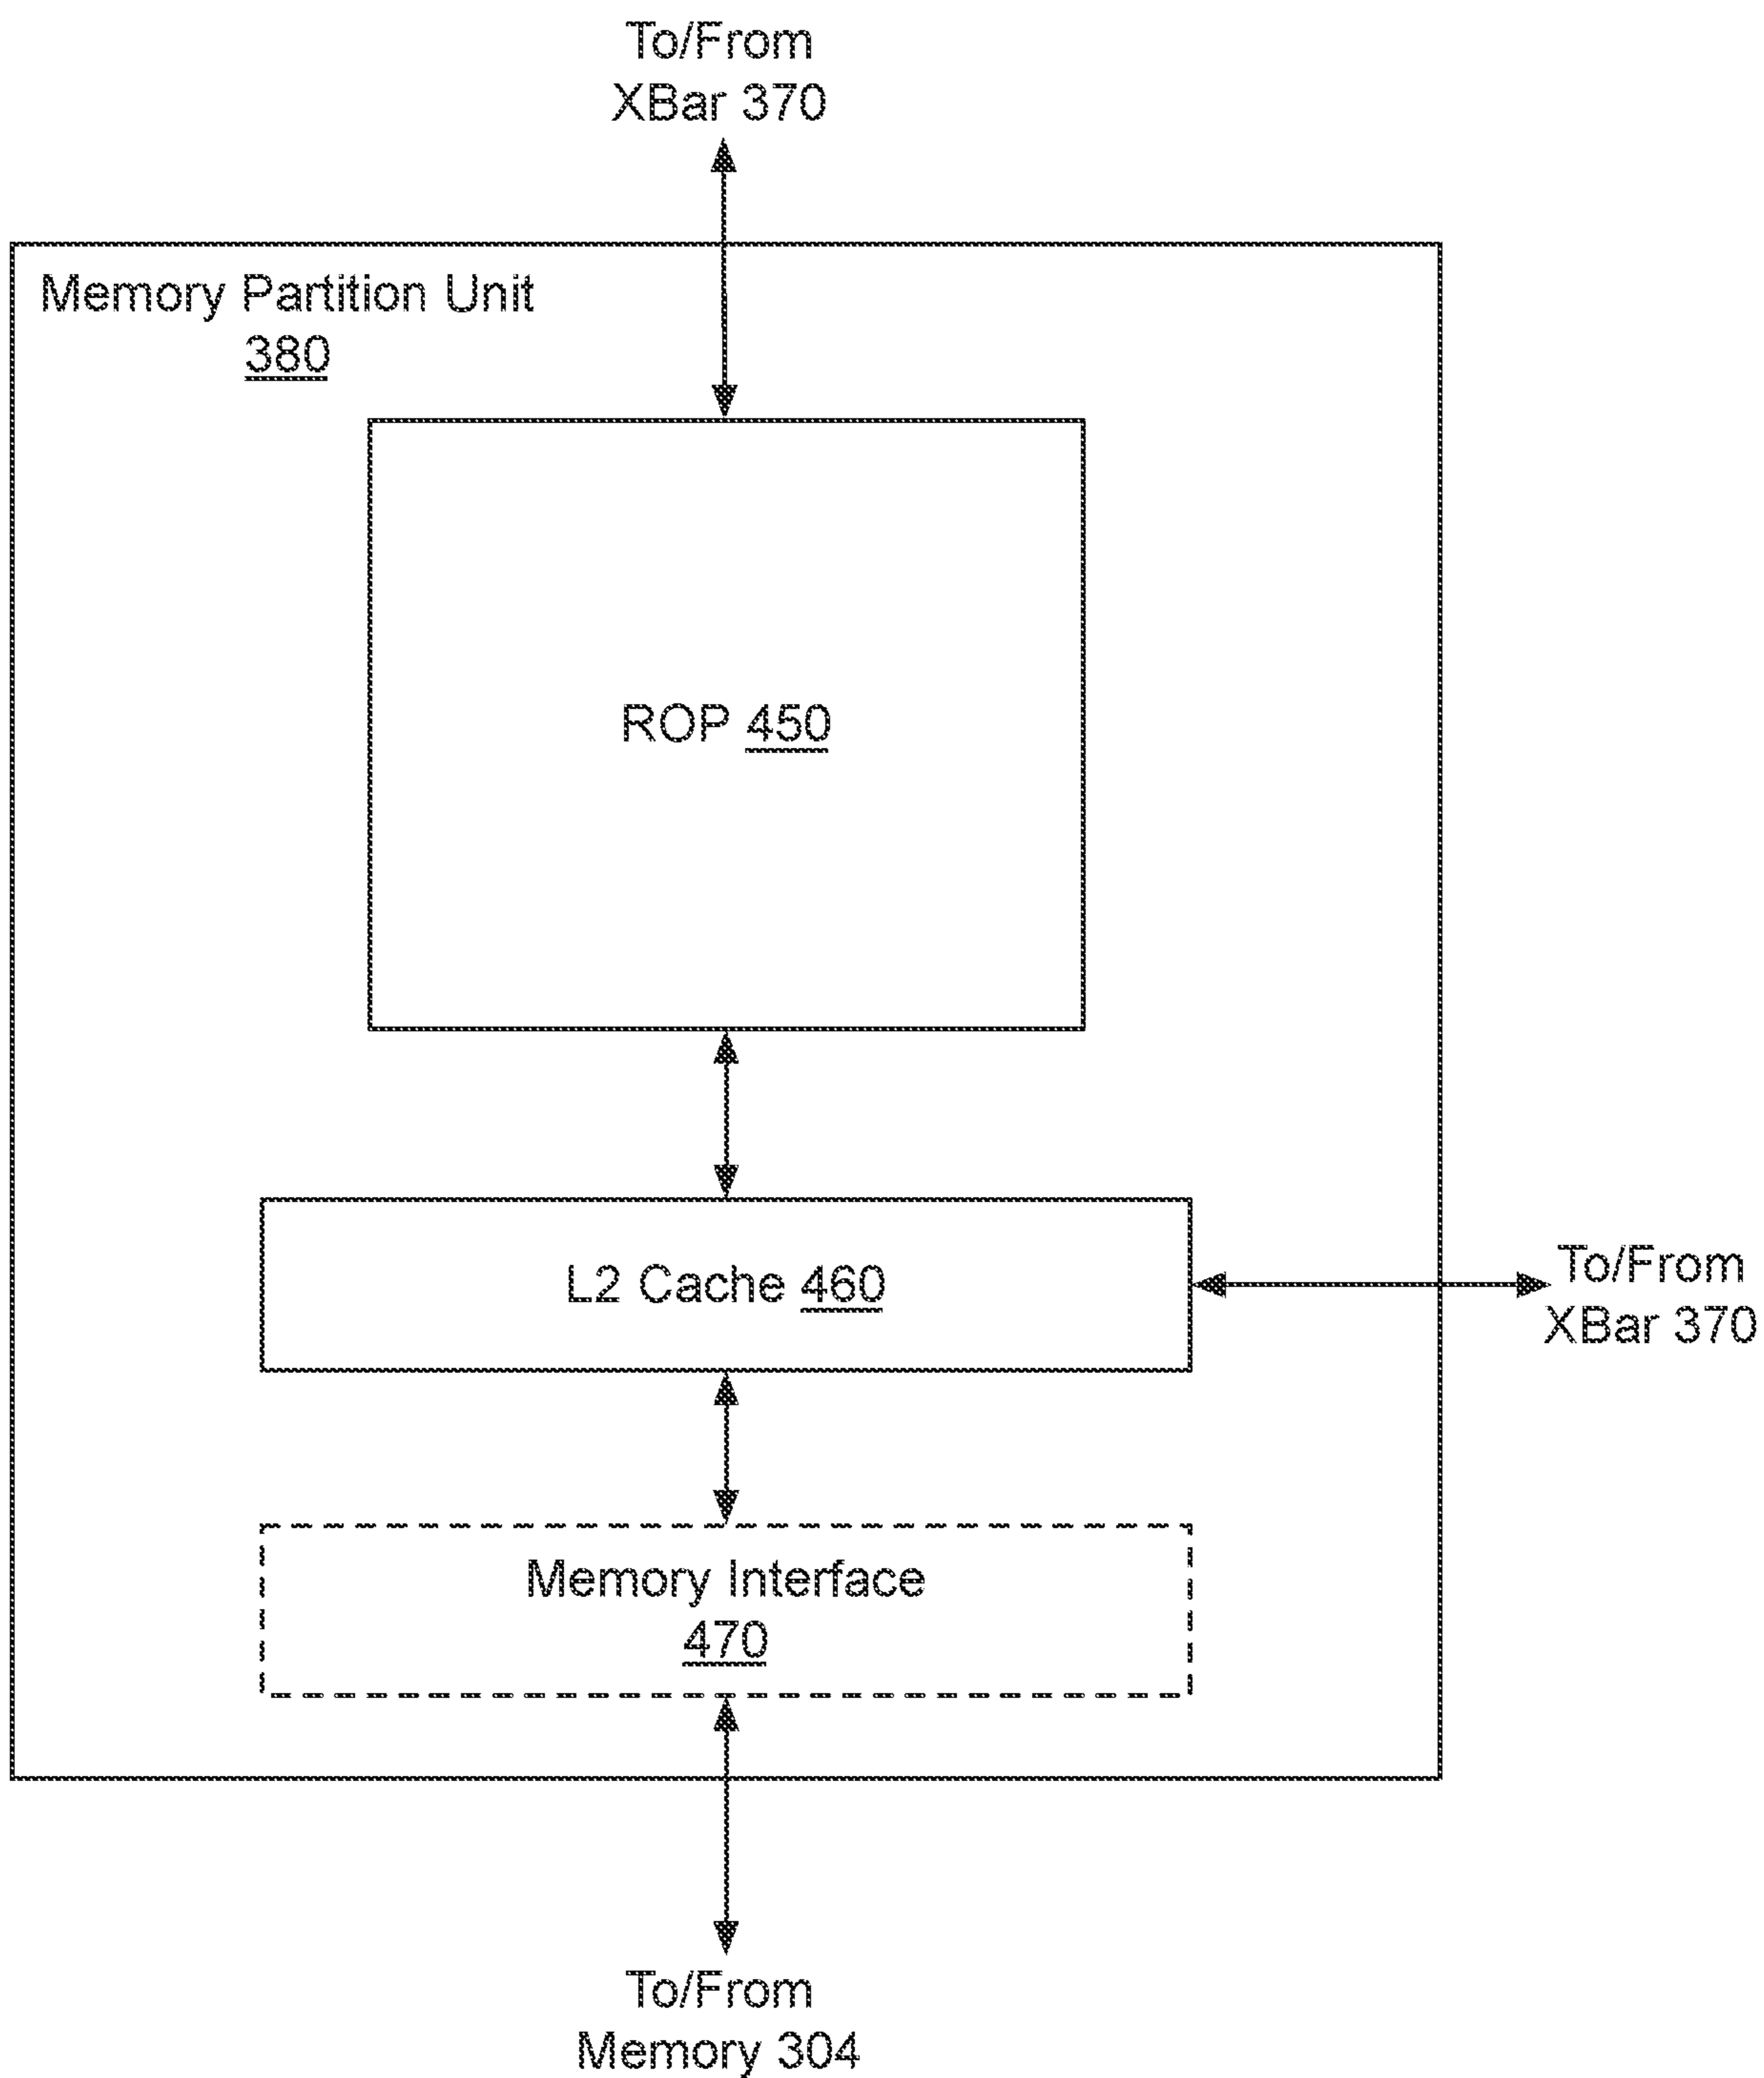 To/From
XBar 370
Memory Partition Unit
380
ROP 450
L2 Cache 460
To/From
XBar 370
Memory Interface
470
To/From
Memory 304